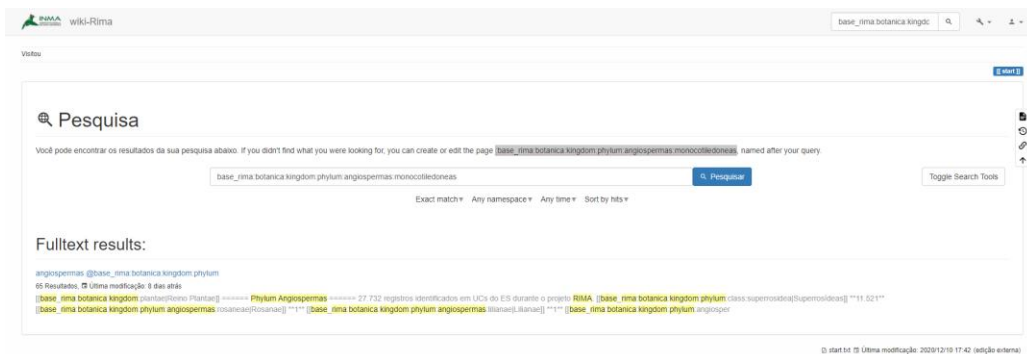 INMA wiki-Rima
base_rima:botanica:kingdc
Visitou
[[ start ]]
Pesquisa
Você pode encontrar os resultados da sua pesquisa abaixo. If you didn't find what you were looking for, you can create or edit the page :base_rima:botanica:kingdom:phylum:angiospermas:monocotiledoneas, named after your query.
base_rima:botanica:kingdom:phylum:angiospermas:monocotiledoneas Pesquisar Toggle Search Tools
Exact match Any namespace Any time Sort by hits
Fulltext results:
angiospermas @base_rima:botanica:kingdom:phylum
65 Resultados, Última modificação: 8 dias atrás
[[base_rima:botanica:kingdom:plantae|Reino Plantae]] ====== Phylum Angiospermas ====== 27.732 registros identificados em UCs do ES durante o projeto RIMA. [[base_rima:botanica:kingdom:phylum:class:superrosidea|Superrosídeas]] **11.521**
[[base_rima:botanica:kingdom:phylum:angiospermas:rosaneae|Rosanae]] **1** [[base_rima:botanica:kingdom:phylum:angiospermas:lilianae|Lilianae]] **1** [[base_rima:botanica:kingdom:phylum:angiosper
start.txt Última modificação: 2020/12/10 17:42 (edição externa)